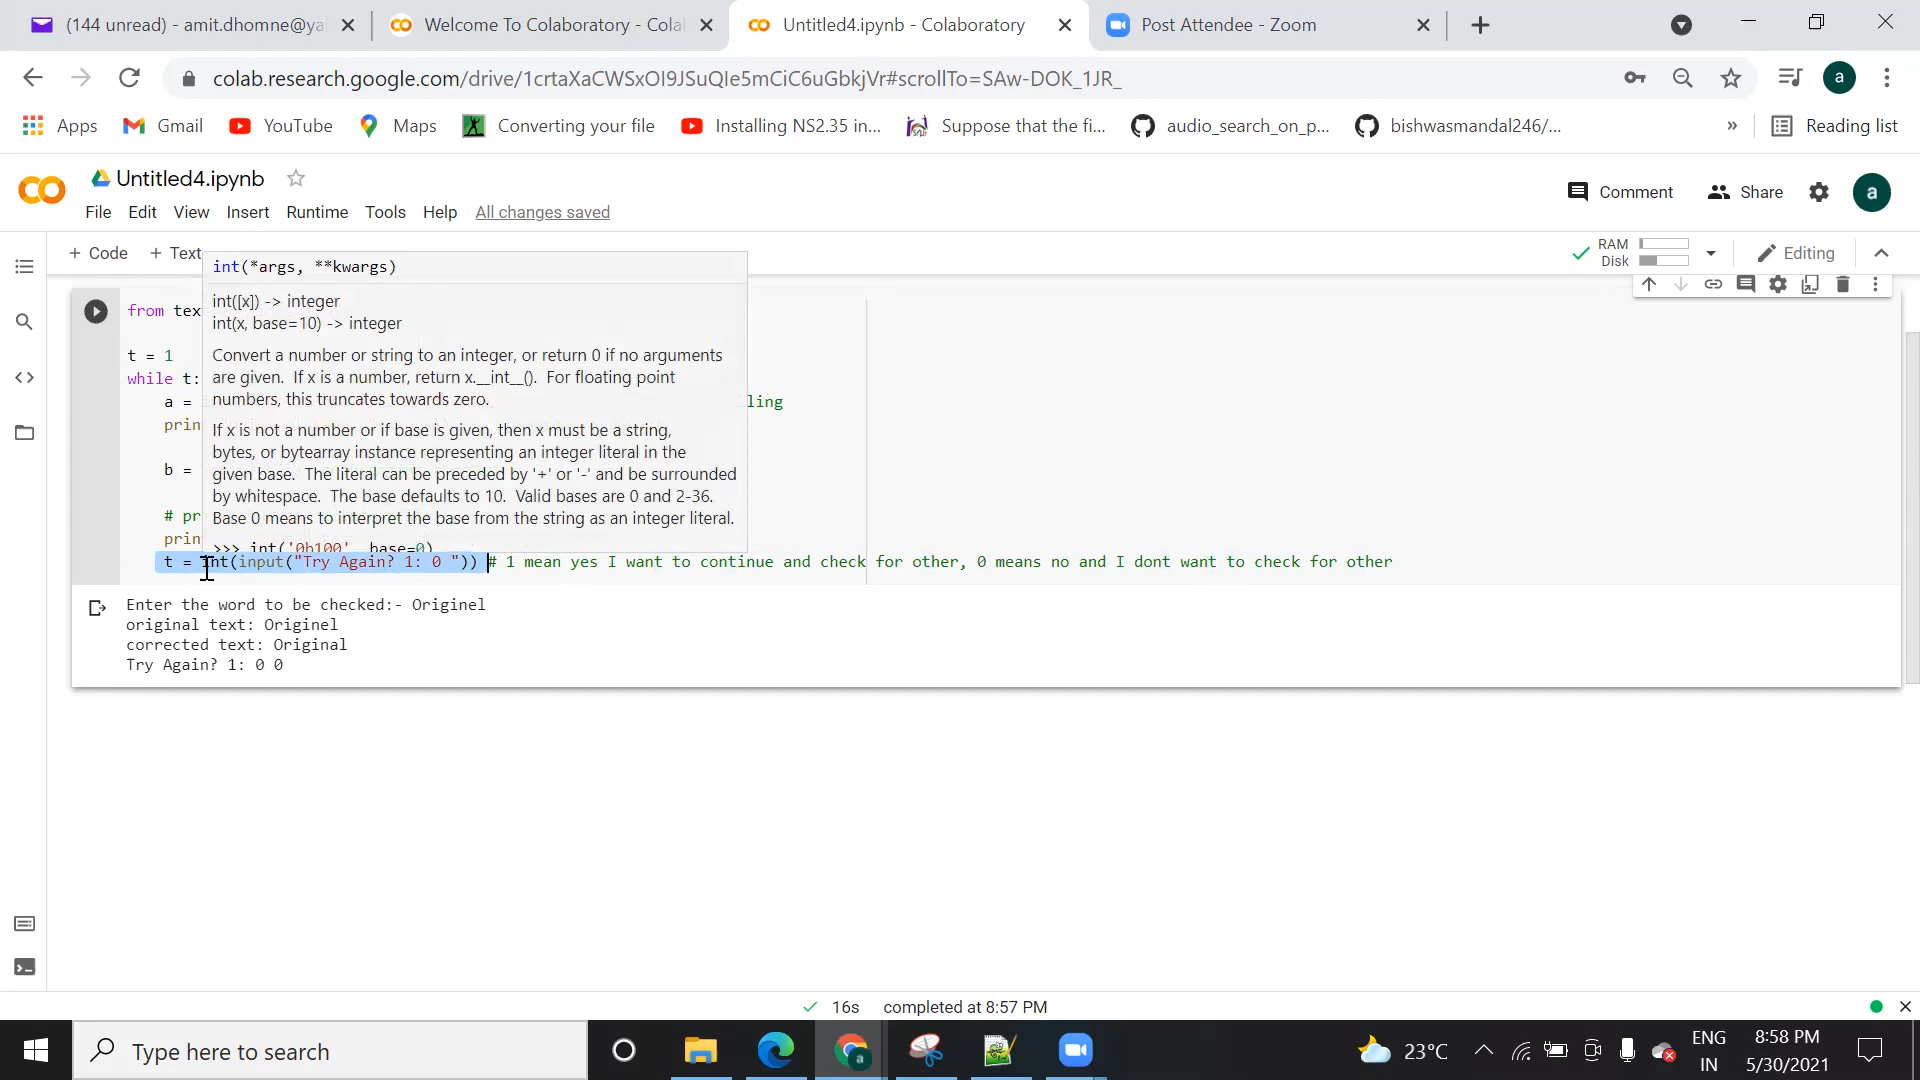 (144 unread) - amit.dhomne@ya
Welcome To Colaboratory - Colab
Untitled4.ipynb - Colaboratory
Post Attendee - Zoom
colab.research.google.com/drive/1crtaXaCWSxOI9JSuQIe5mCiC6uGbkjVr#scrollTo=SAw-DOK_1JR_
a
Apps
Gmail
YouTube
Maps
Converting your file
Installing NS2.35 in...
Suppose that the fi...
audio_search_on_p...
bishwasmandal246/...
»
Reading list
CO
Untitled4.ipynb
Comment
Share
a
File
Edit
View
Insert
Runtime
Tools
Help
All changes saved
+ Code
+ Text
RAM
Disk
Editing
int(*args, **kwargs)
int([x]) -> integer
int(x, base=10) -> integer
Convert a number or string to an integer, or return 0 if no arguments
are given. If x is a number, return x.__int__(). For floating point
numbers, this truncates towards zero.
If x is not a number or if base is given, then x must be a string,
bytes, or bytearray instance representing an integer literal in the
given base. The literal can be preceded by '+' or '-' and be surrounded
by whitespace. The base defaults to 10. Valid bases are 0 and 2-36.
Base 0 means to interpret the base from the string as an integer literal.
>>> int('0b100', base=0)
from tex
t = 1
while t:
a =
ling
prin
b =
# pr
prin
t = int(input("Try Again? 1: 0 ")) # 1 mean yes I want to continue and check for other, 0 means no and I dont want to check for other
Enter the word to be checked:- Originel
original text: Originel
corrected text: Original
Try Again? 1: 0 0
16s completed at 8:57 PM
Type here to search
a
23°C
ENG
IN
8:58 PM
5/30/2021